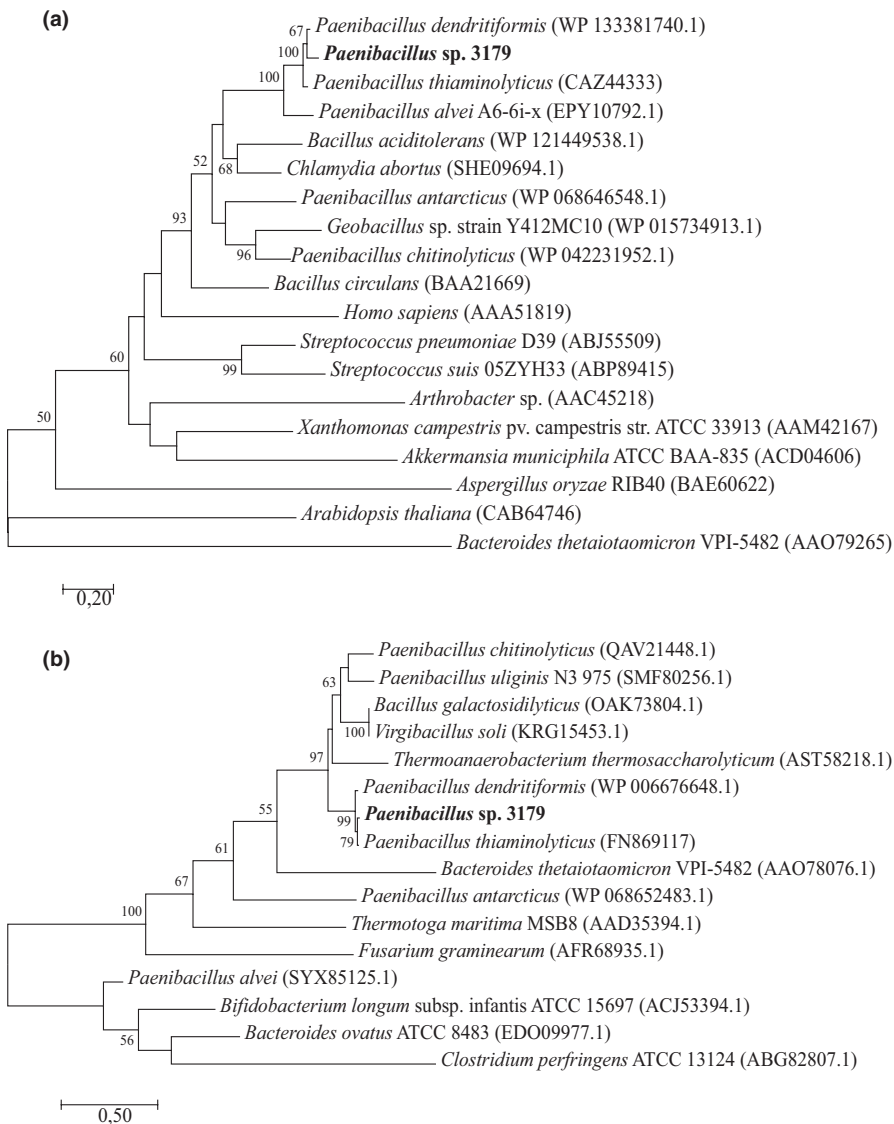 (a)
67
Paenibacillus dendritiformis (WP 133381740.1)
100
Paenibacillus sp. 3179
100
Paenibacillus thiaminolyticus (CAZ44333)
Paenibacillus alvei A6-6i-x (EPY10792.1)
Bacillus aciditolerans (WP 121449538.1)
52
68
Chlamydia abortus (SHE09694.1)
Paenibacillus antarcticus (WP 068646548.1)
93
Geobacillus sp. strain Y412MC10 (WP 015734913.1)
96
Paenibacillus chitinolyticus (WP 042231952.1)
Bacillus circulans (BAA21669)
Homo sapiens (AAA51819)
Streptococcus pneumoniae D39 (ABJ55509)
60
99
Streptococcus suis 05ZYH33 (ABP89415)
Arthrobacter sp. (AAC45218)
50
Xanthomonas campestris pv. campestris str. ATCC 33913 (AAM42167)
Akkermansia municiphila ATCC BAA-835 (ACD04606)
Aspergillus oryzae RIB40 (BAE60622)
Arabidopsis thaliana (CAB64746)
Bacteroides thetaiotaomicron VPI-5482 (AAO79265)
0,20
(b)
Paenibacillus chitinolyticus (QAV21448.1)
63
Paenibacillus uliginis N3 975 (SMF80256.1)
Bacillus galactosidilyticus (OAK73804.1)
100
Virgibacillus soli (KRG15453.1)
97
Thermoanaerobacterium thermosaccharolyticum (AST58218.1)
Paenibacillus dendritiformis (WP 006676648.1)
55
99
Paenibacillus sp. 3179
79
Paenibacillus thiaminolyticus (FN869117)
61
Bacteroides thetaiotaomicron VPI-5482 (AAO78076.1)
67
Paenibacillus antarcticus (WP 068652483.1)
100
Thermotoga maritima MSB8 (AAD35394.1)
Fusarium graminearum (AFR68935.1)
Paenibacillus alvei (SYX85125.1)
Bifidobacterium longum subsp. infantis ATCC 15697 (ACJ53394.1)
56
Bacteroides ovatus ATCC 8483 (EDO09977.1)
Clostridium perfringens ATCC 13124 (ABG82807.1)
0,50